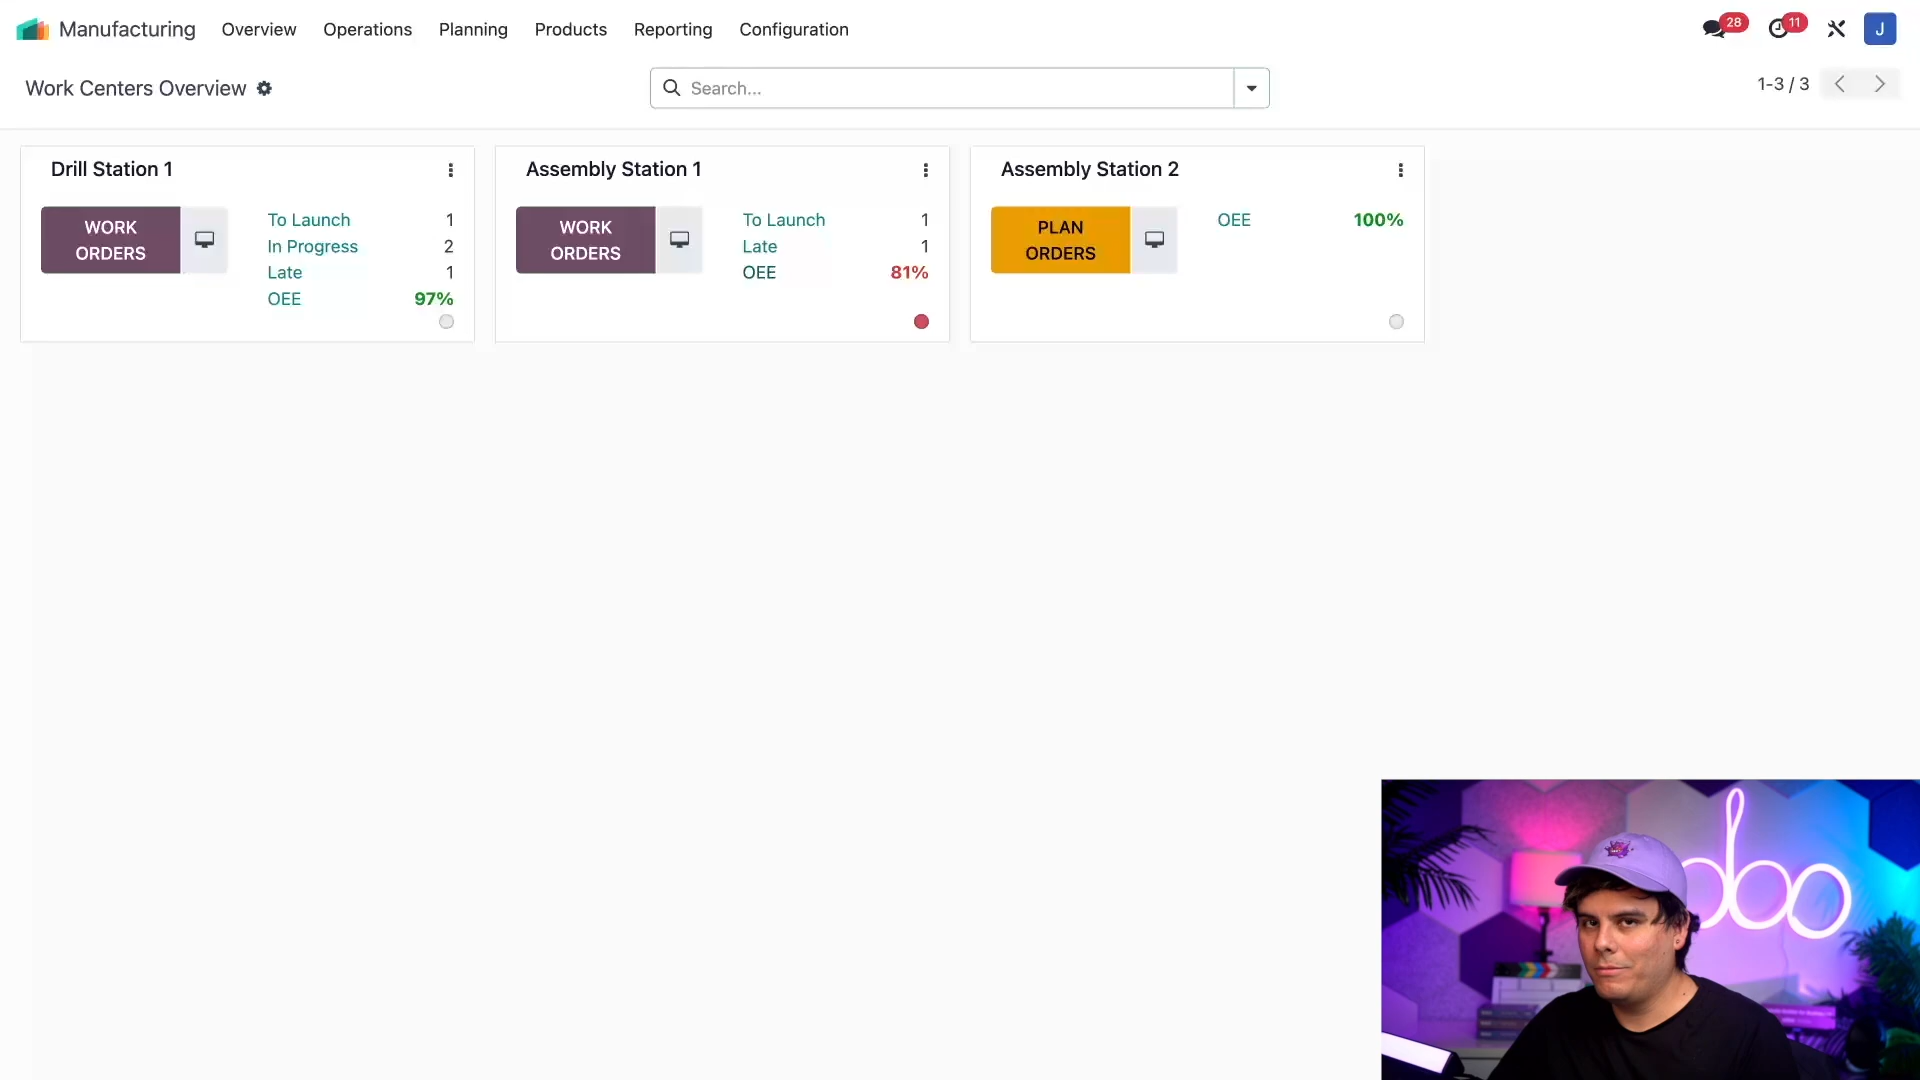 Manufacturing Overview Operations Planning Products Reporting Configuration 28 11 J
Work Centers Overview Search... 1-3 / 3
Drill Station 1
WORK ORDERS
To Launch 1
In Progress 2
Late 1
OEE 97%
Assembly Station 1
WORK ORDERS
To Launch 1
Late 1
OEE 81%
Assembly Station 2
PLAN ORDERS
OEE 100%